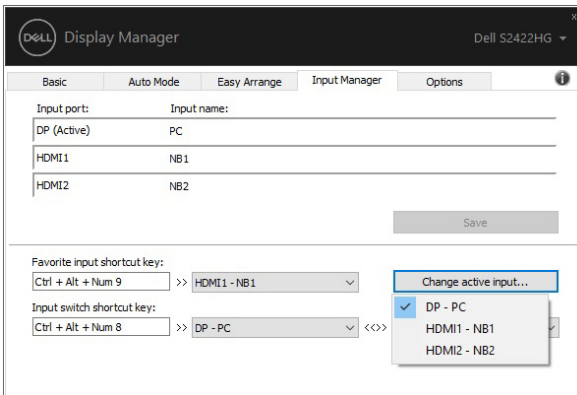 DELL Display Manager Dell S2422HG
Basic Auto Mode Easy Arrange Input Manager Options
Input port: Input name:
DP (Active) PC
HDMI1 NB1
HDMI2 NB2
Save
Favorite input shortcut key:
Ctrl + Alt + Num 9 >> HDMI1 - NB1 Change active input...
Input switch shortcut key:
Ctrl + Alt + Num 8 >> DP - PC <<>>
DP - PC
HDMI1 - NB1
HDMI2 - NB2